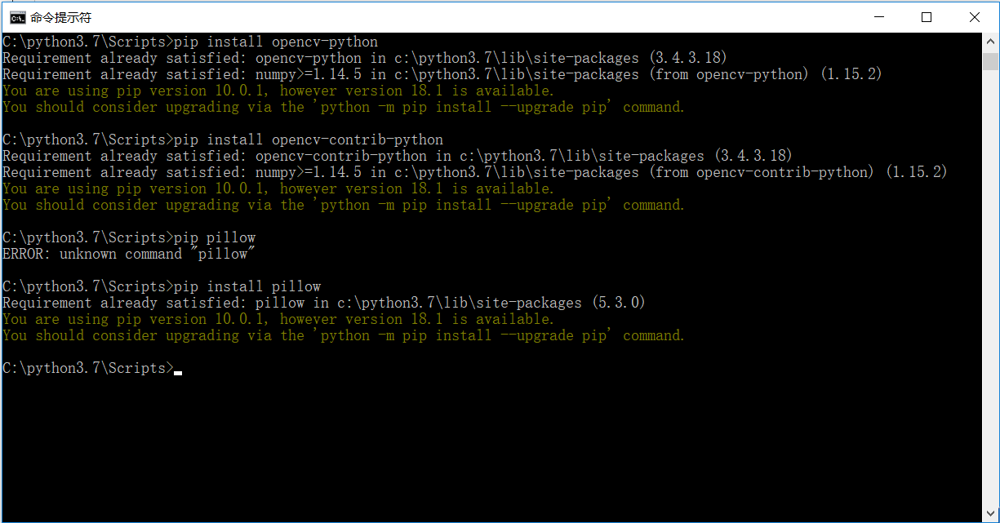 命令提示符
C:\python3.7\Scripts>pip install opencv-python
Requirement already satisfied: opencv-python in c:\python3.7\lib\site-packages (3.4.3.18)
Requirement already satisfied: numpy>=1.14.5 in c:\python3.7\lib\site-packages (from opencv-python) (1.15.2)
You are using pip version 10.0.1, however version 18.1 is available.
You should consider upgrading via the 'python -m pip install --upgrade pip' command.
C:\python3.7\Scripts>pip install opencv-contrib-python
Requirement already satisfied: opencv-contrib-python in c:\python3.7\lib\site-packages (3.4.3.18)
Requirement already satisfied: numpy>=1.14.5 in c:\python3.7\lib\site-packages (from opencv-contrib-python) (1.15.2)
You are using pip version 10.0.1, however version 18.1 is available.
You should consider upgrading via the 'python -m pip install --upgrade pip' command.
C:\python3.7\Scripts>pip pillow
ERROR: unknown command "pillow"
C:\python3.7\Scripts>pip install pillow
Requirement already satisfied: pillow in c:\python3.7\lib\site-packages (5.3.0)
You are using pip version 10.0.1, however version 18.1 is available.
You should consider upgrading via the 'python -m pip install --upgrade pip' command.
C:\python3.7\Scripts>